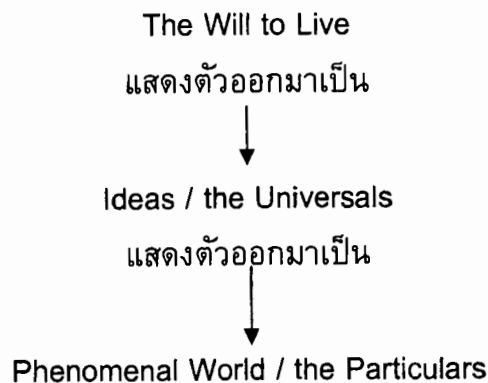 The Will to Live
แสดงตัวออกมาเป็น
Ideas / the Universals
แสดงตัวออกมาเป็น
Phenomenal World / the Particulars